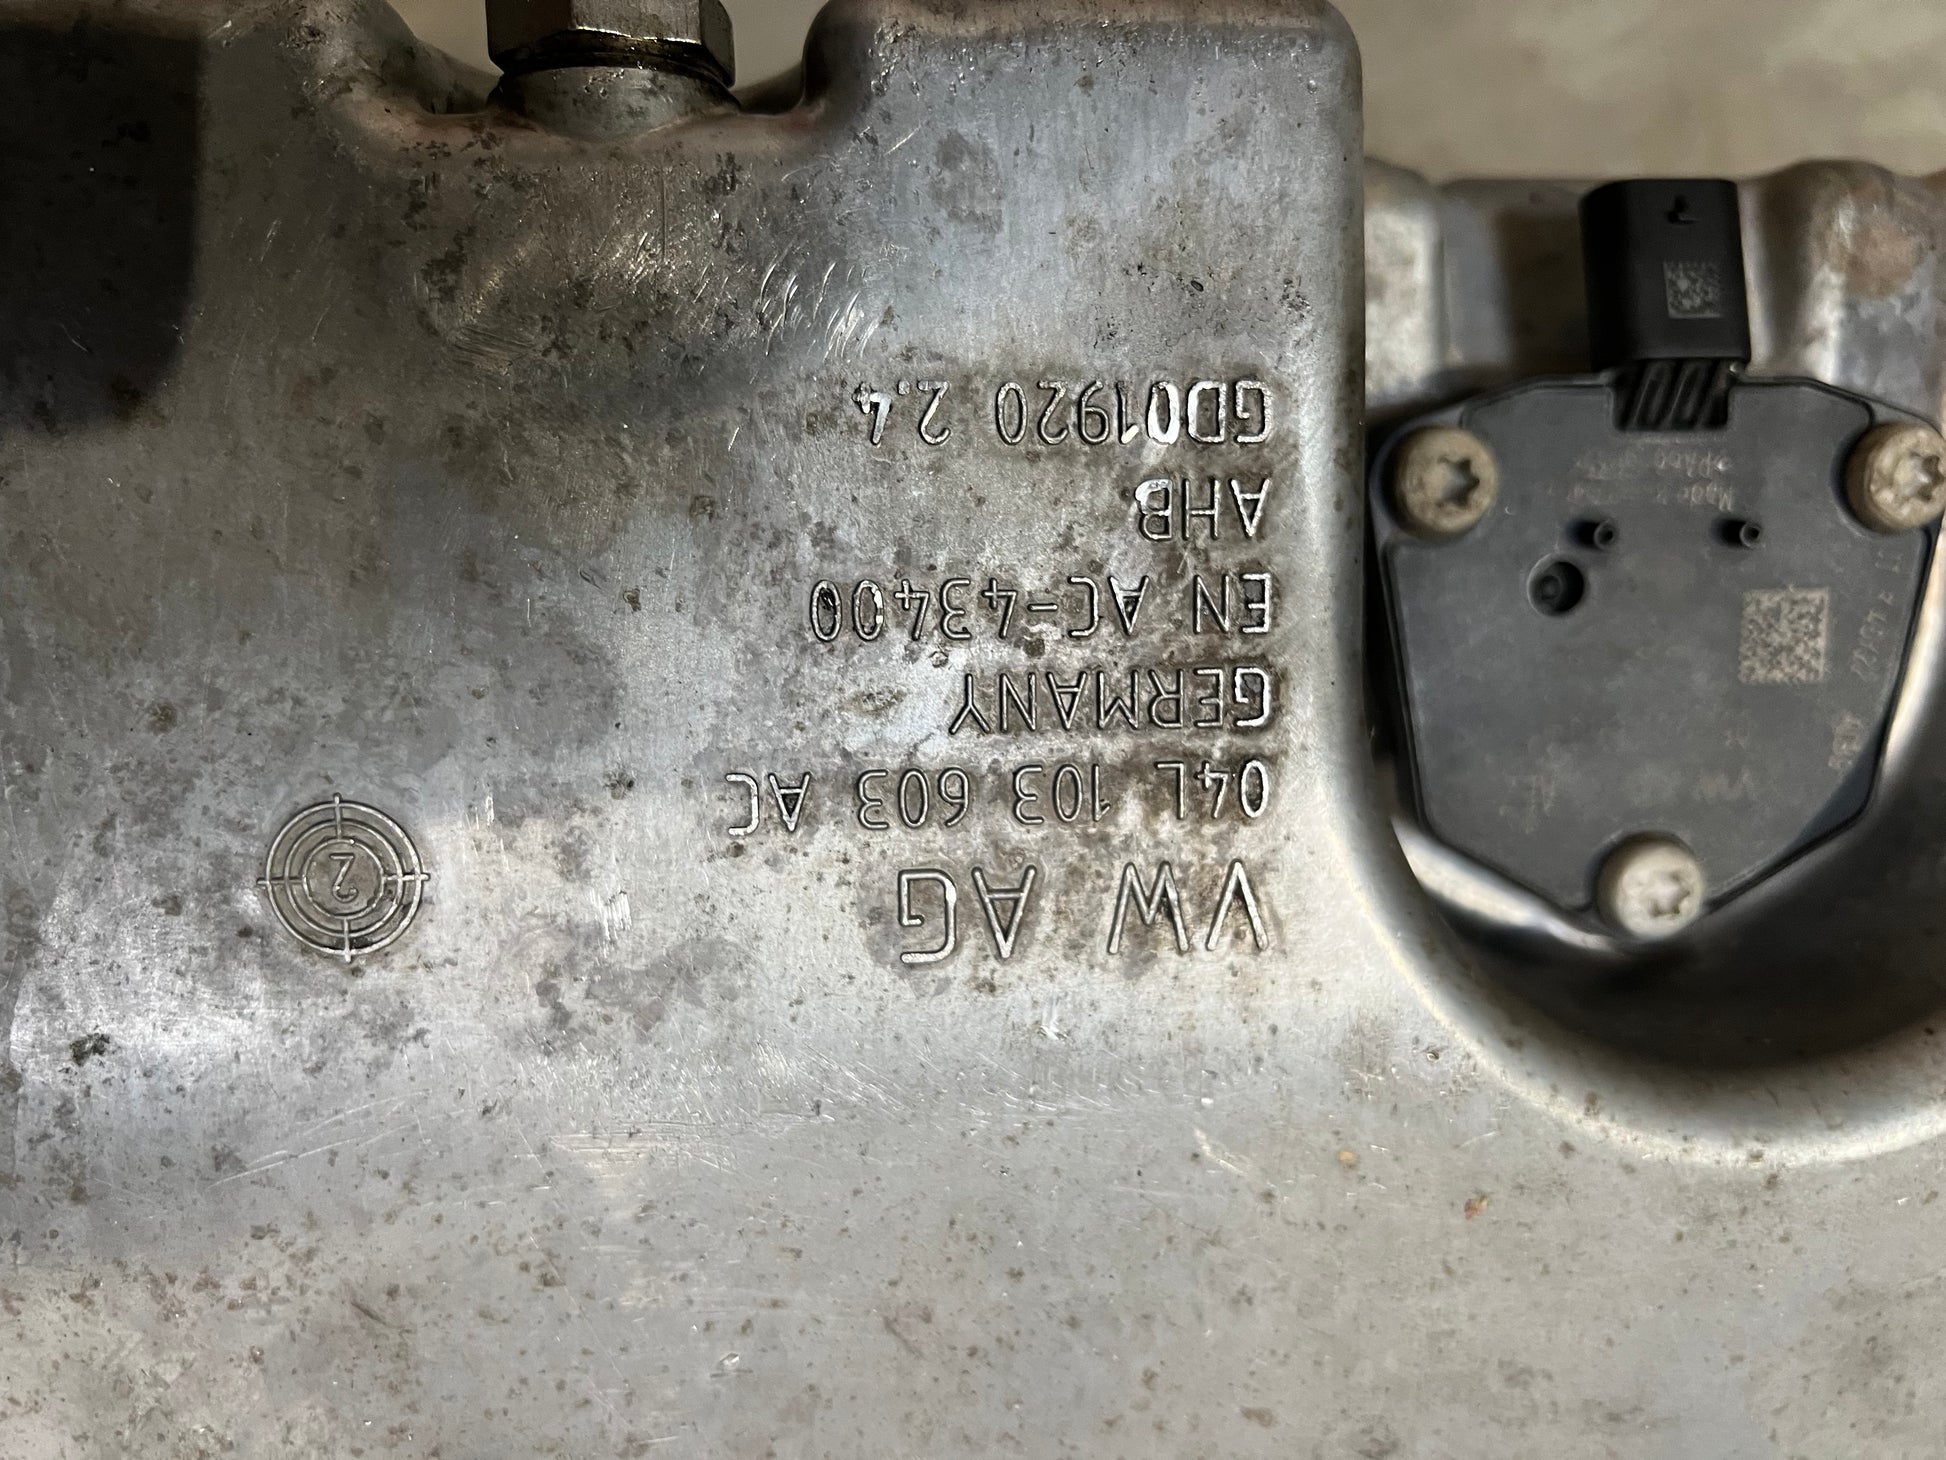 VW AG
04L 103 603 AC
GERMANY
EN AC-43400
AHB
GD01920 2.4
2